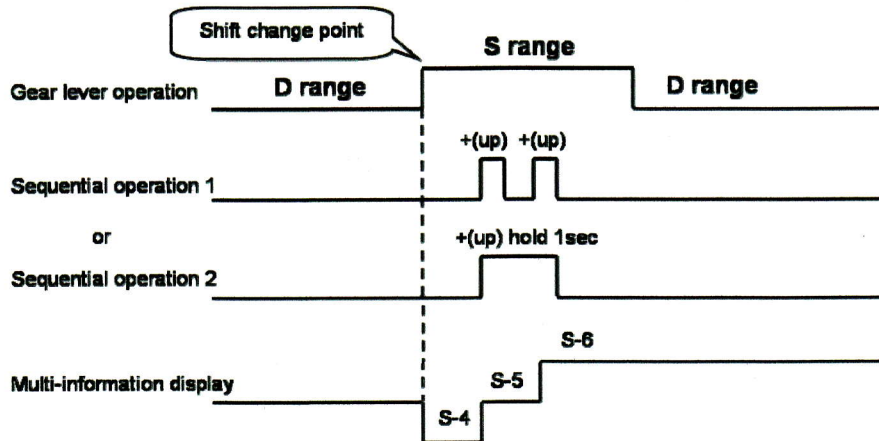 Shift change point
S range
D range
D range
Gear lever operation
+(up) +(up)
Sequential operation 1
or
+(up) hold 1sec
Sequential operation 2
S-6
S-5
Multi-information display
S-4